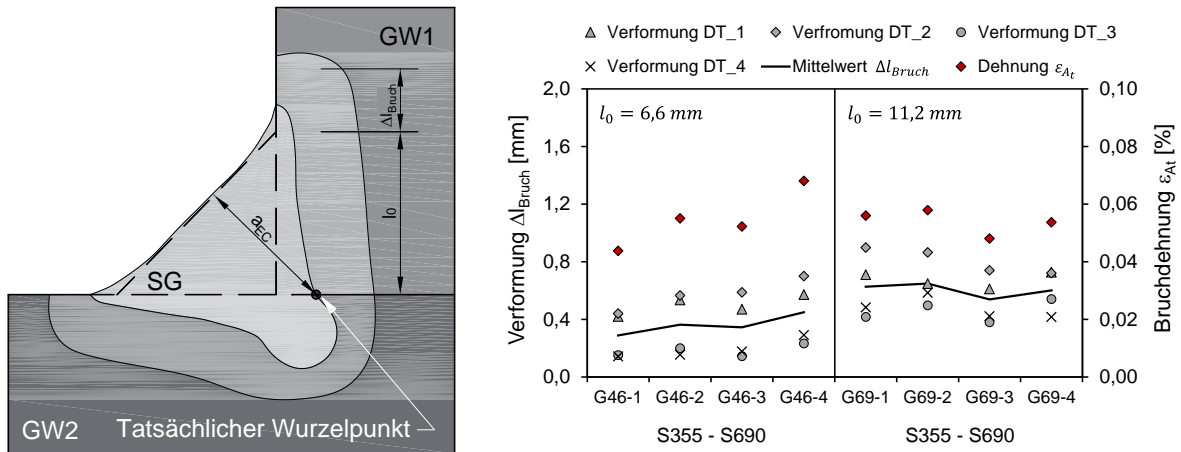 GW1
Δl_Bruch
l_0
a_EC
SG
GW2
Tatsächlicher Wurzelpunkt
Verformung DT_1 Verfromung DT_2 Verformung DT_3
Verformung DT_4 Mittelwert Δl_Bruch Dehnung ε_At
Verformung Δl_Bruch [mm]
2,0
1,6
1,2
0,8
0,4
0,0
l_0 = 6,6 mm
l_0 = 11,2 mm
0,10
0,08
0,06
0,04
0,02
0,00
Bruchdehnung ε_At [%]
G46-1 G46-2 G46-3 G46-4 G69-1 G69-2 G69-3 G69-4
S355 - S690 S355 - S690